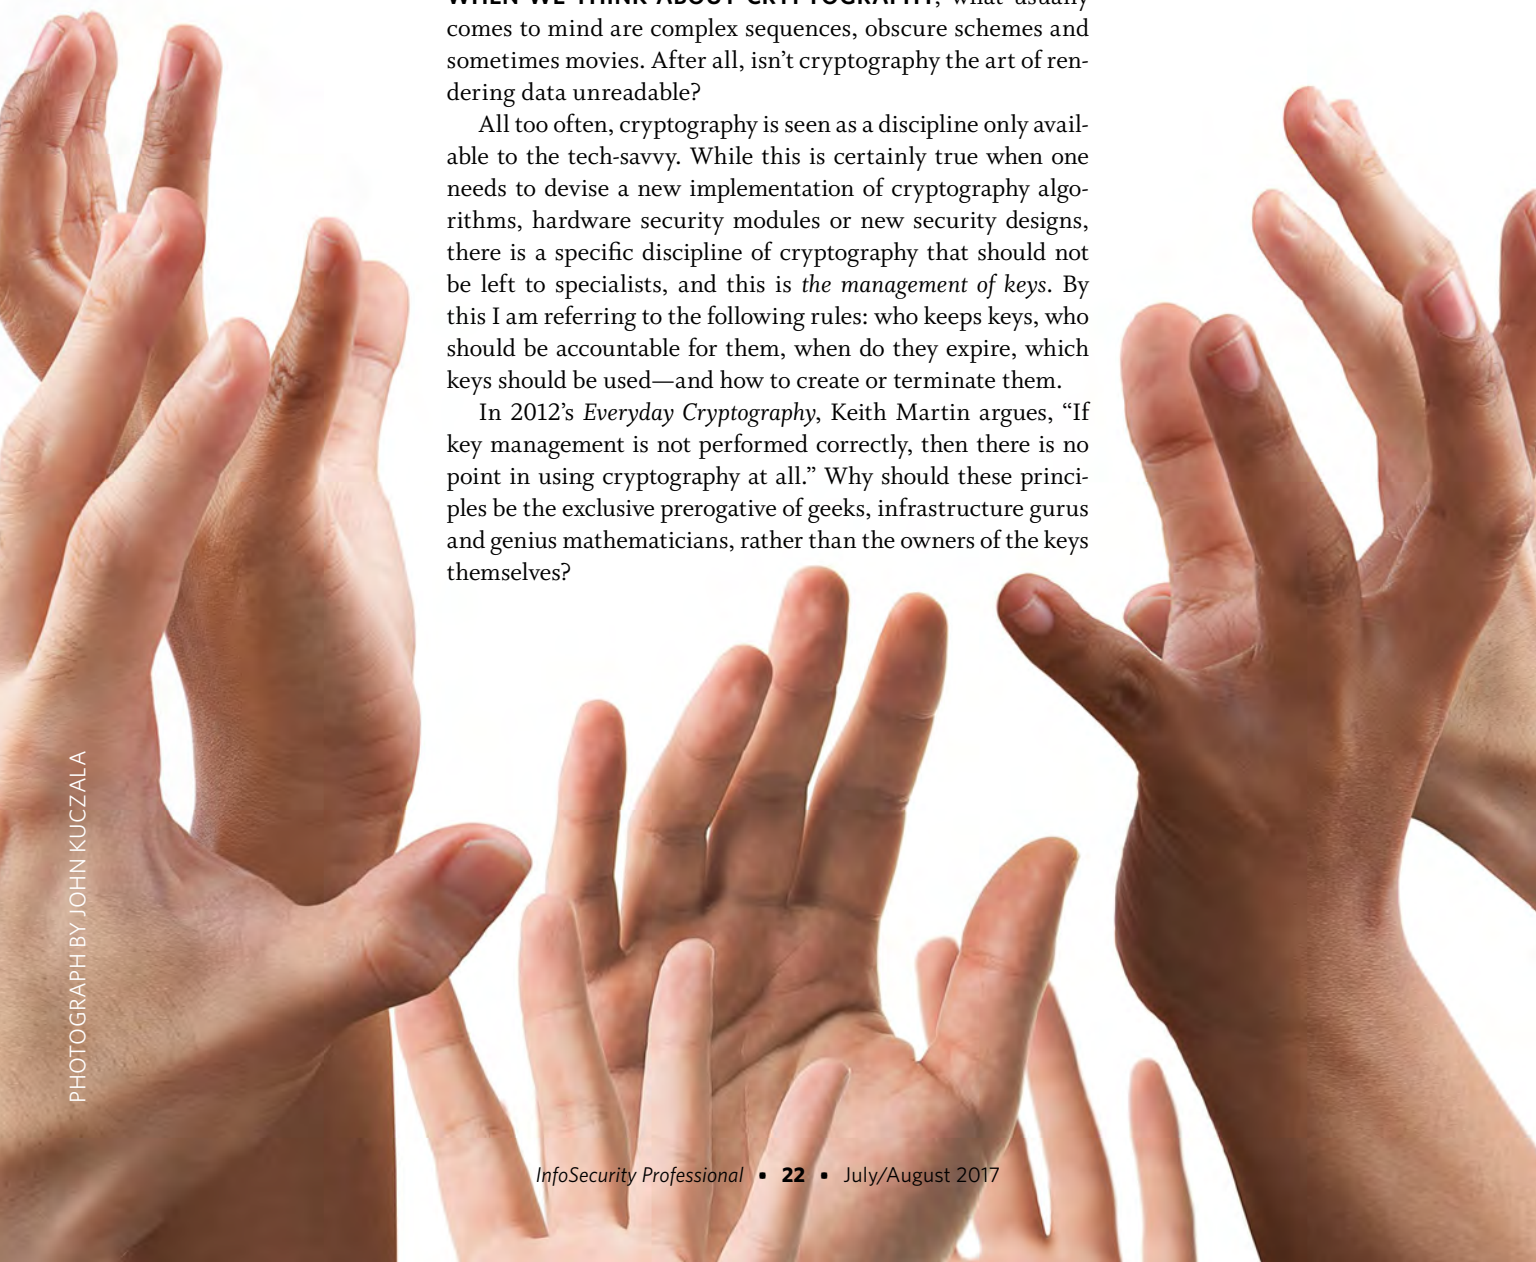 WHEN WE THINK ABOUT CRYPTOGRAPHY, what usually
comes to mind are complex sequences, obscure schemes and
sometimes movies. After all, isn’t cryptography the art of ren-
dering data unreadable?
All too often, cryptography is seen as a discipline only avail-
able to the tech-savvy. While this is certainly true when one
needs to devise a new implementation of cryptography algo-
rithms, hardware security modules or new security designs,
there is a specific discipline of cryptography that should not
be left to specialists, and this is the management of keys. By
this I am referring to the following rules: who keeps keys, who
should be accountable for them, when do they expire, which
keys should be used—and how to create or terminate them.
In 2012’s Everyday Cryptography, Keith Martin argues, “If
key management is not performed correctly, then there is no
point in using cryptography at all.” Why should these princi-
ples be the exclusive prerogative of geeks, infrastructure gurus
and genius mathematicians, rather than the owners of the keys
themselves?
PHOTOGRAPH BY JOHN KUCZALA
InfoSecurity Professional ▪ 22 ▪ July/August 2017